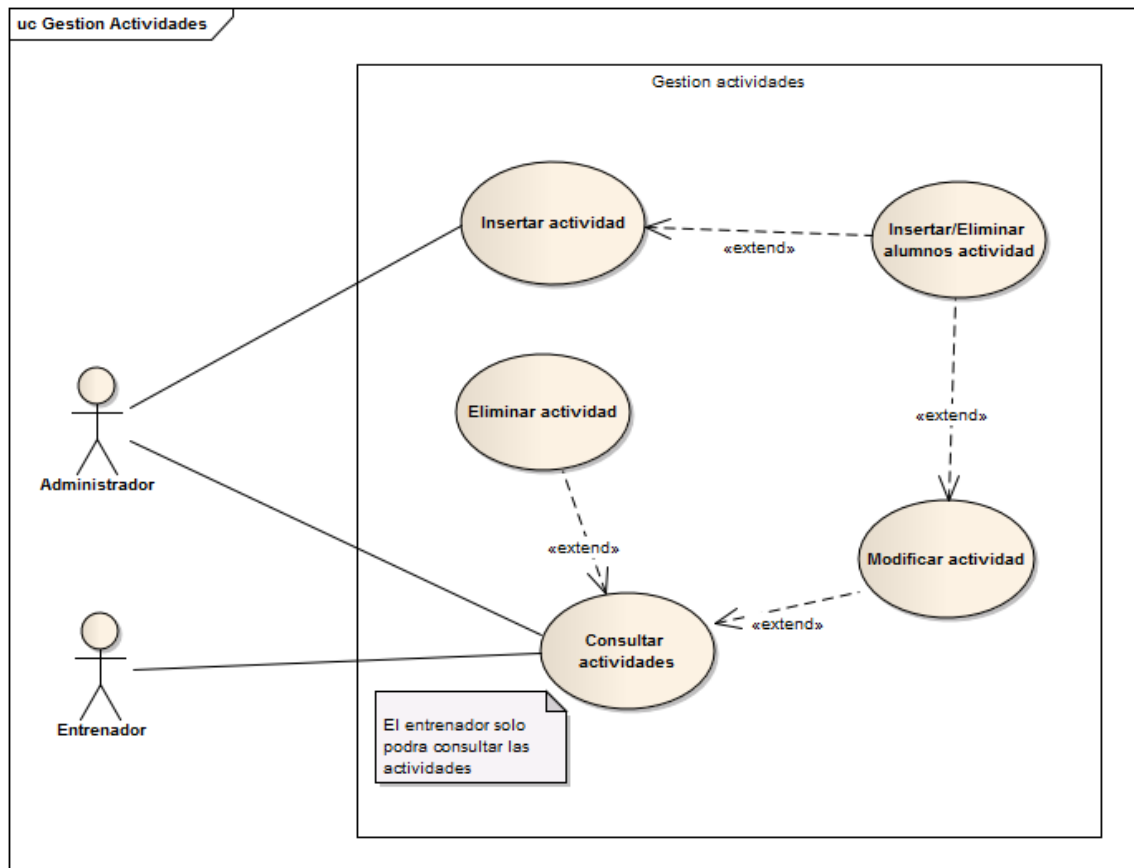 uc Gestion Actividades
Gestion actividades
Insertar actividad
«extend»
Insertar/Eliminar
alumnos actividad
Eliminar actividad
«extend»
Administrador
«extend»
Modificar actividad
«extend»
Consultar
actividades
Entrenador
El entrenador solo
podra consultar las
actividades